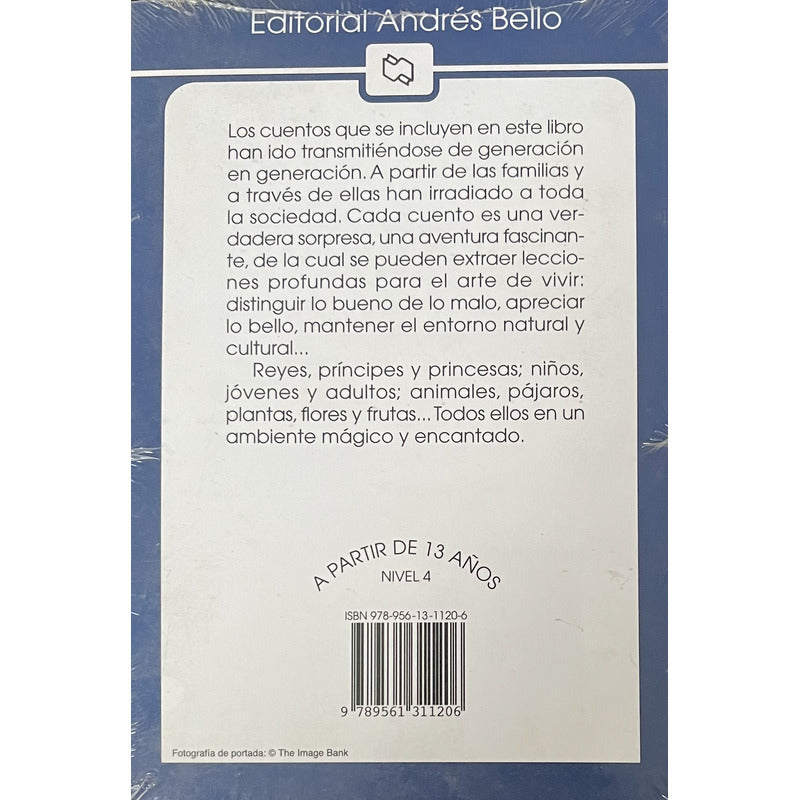 Editorial Andrés Bello
Los cuentos que se incluyen en este libro
han ido transmitiéndose de generación
en generación. A partir de las familias y
a través de ellas han irradiado a toda
la sociedad. Cada cuento es una ver-
dadera sorpresa, una aventura fascinan-
te, de la cual se pueden extraer leccio-
nes profundas para el arte de vivir:
distinguir lo bueno de lo malo, apreciar
lo bello, mantener el entorno natural y
cultural...
Reyes, príncipes y princesas; niños,
jóvenes y adultos; animales, pájaros,
plantas, flores y frutas... Todos ellos en un
ambiente mágico y encantado.
A PARTIR DE 13 AÑOS
NIVEL 4
ISBN 978-956-13-1120-6
9 789561 311206
Fotografía de portada: © The Image Bank